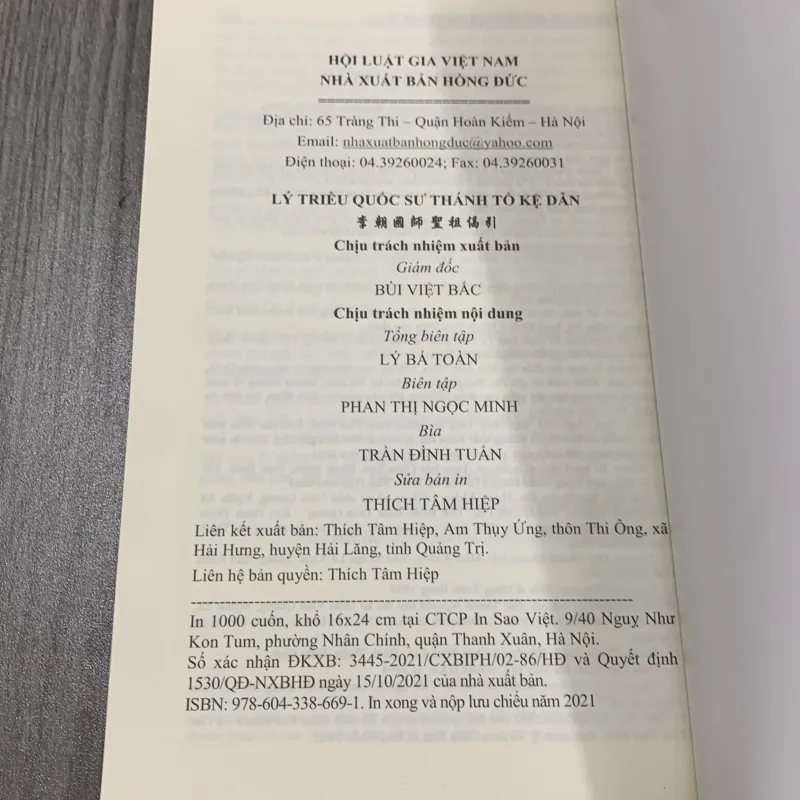 HỘI LUẬT GIA VIỆT NAM
NHÀ XUẤT BẢN HỒNG ĐỨC
==============================
Địa chỉ: 65 Tràng Thi – Quận Hoàn Kiếm – Hà Nội
Email: nhaxuatbanhongduc@yahoo.com
Điện thoại: 04.39260024; Fax: 04.39260031
LÝ TRIỀU QUỐC SƯ THÁNH TỔ KỆ DẪN
李朝國師聖祖偈引
Chịu trách nhiệm xuất bản
Giám đốc
BÙI VIỆT BẮC
Chịu trách nhiệm nội dung
Tổng biên tập
LÝ BÁ TOÀN
Biên tập
PHAN THỊ NGỌC MINH
Bìa
TRẦN ĐÌNH TUẤN
Sửa bản in
THÍCH TÂM HIỆP
Liên kết xuất bản: Thích Tâm Hiệp, Am Thụy Ứng, thôn Thi Ông, xã
Hải Hưng, huyện Hải Lăng, tỉnh Quảng Trị.
Liên hệ bản quyền: Thích Tâm Hiệp
--------------------------------------------------------------------------------
In 1000 cuốn, khổ 16x24 cm tại CTCP In Sao Việt. 9/40 Ngụy Như
Kon Tum, phường Nhân Chính, quận Thanh Xuân, Hà Nội.
Số xác nhận ĐKXB: 3445-2021/CXBIPH/02-86/HĐ và Quyết định
1530/QĐ-NXBHĐ ngày 15/10/2021 của nhà xuất bản.
ISBN: 978-604-338-669-1. In xong và nộp lưu chiểu năm 2021